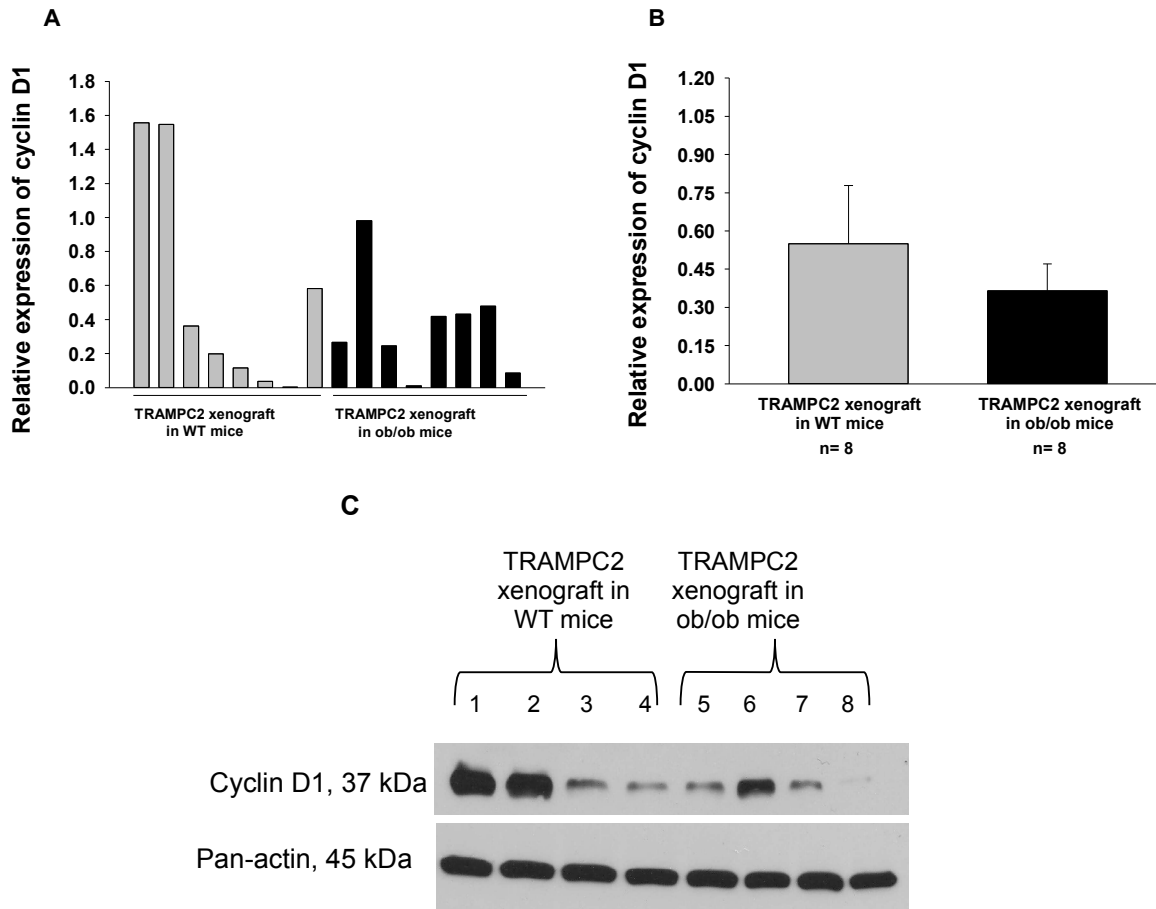 A
Relative expression of cyclin D1
1.8
1.6
1.4
1.2
1.0
0.8
0.6
0.4
0.2
0.0
TRAMPC2 xenograft
in WT mice
TRAMPC2 xenograft
in ob/ob mice
B
Relative expression of cyclin D1
1.20
1.05
0.90
0.75
0.60
0.45
0.30
0.15
0.00
TRAMPC2 xenograft
in WT mice
n= 8
TRAMPC2 xenograft
in ob/ob mice
n= 8
C
TRAMPC2
xenograft in
WT mice
TRAMPC2
xenograft in
ob/ob mice
1 2 3 4 5 6 7 8
Cyclin D1, 37 kDa
Pan-actin, 45 kDa